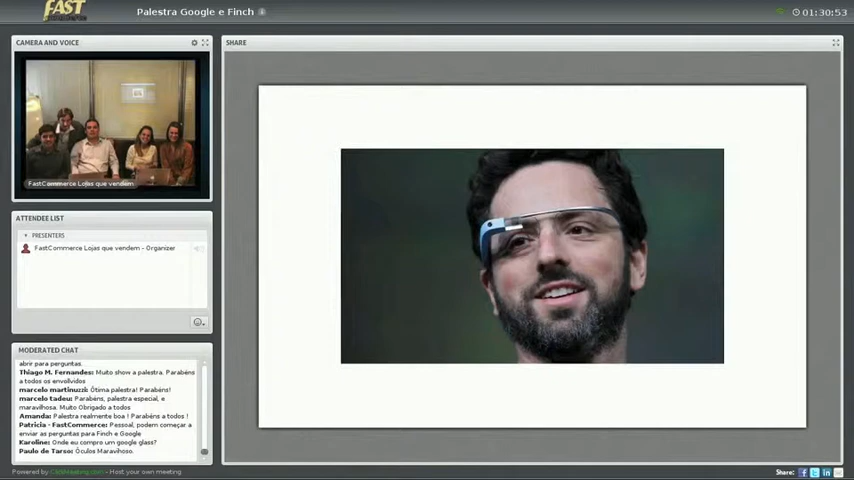 FAST
Palestra Google e Finch
01:30:53
CAMERA AND VOICE
SHARE
FastCommerce Lojas que vendem
ATTENDEE LIST
PRESENTERS
FastCommerce Lojas que vendem - Organizer
MODERATED CHAT
abrir para perguntas.
Thiago M. Fernandes: Muito show a palestra. Parabéns
a todos os envolvidos
marcelo martinuzzi: Ótima palestra! Parabéns!
marcelo tadeu: Parabéns, palestra especial, e
maravilhosa. Muito Obrigado a todos
Amanda: Palestra realmente boa ! Parabéns a todos !
Patricia - FastCommerce: Pessoal, podem começar a
enviar as perguntas para Finch e Google
Karoline: Onde eu compro um google glass?
Paulo de Tarso: Óculos Maravilhoso.
Powered by ClickMeeting.com - Host your own meeting
Share: